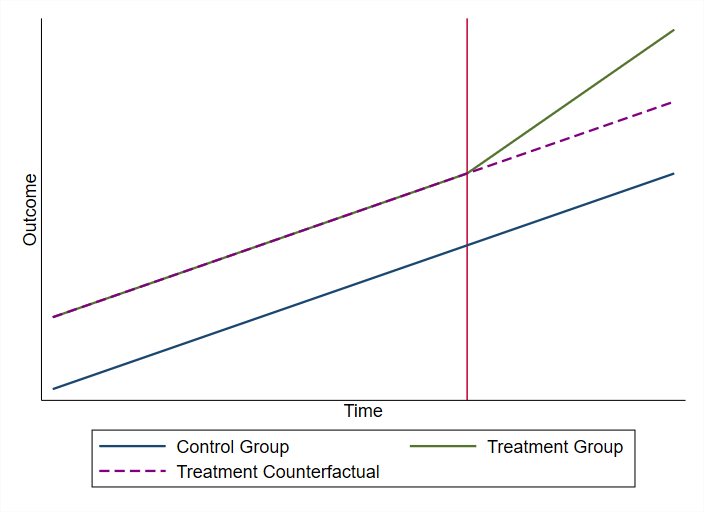 Outcome
Time
Control Group
Treatment Group
Treatment Counterfactual